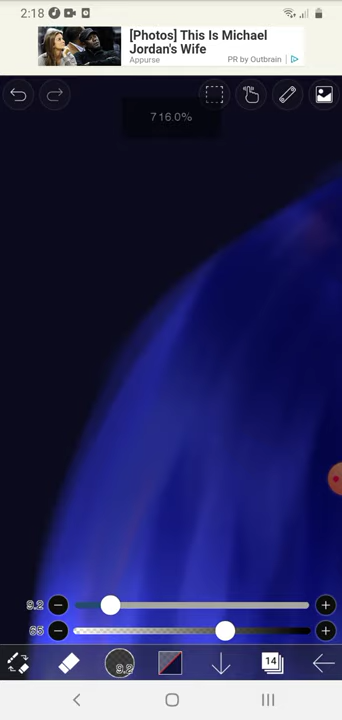 2:18
[Photos] This Is Michael
Jordan's Wife
Appurse
PR by Outbrain
716.0%
9.2
65
9.2
14